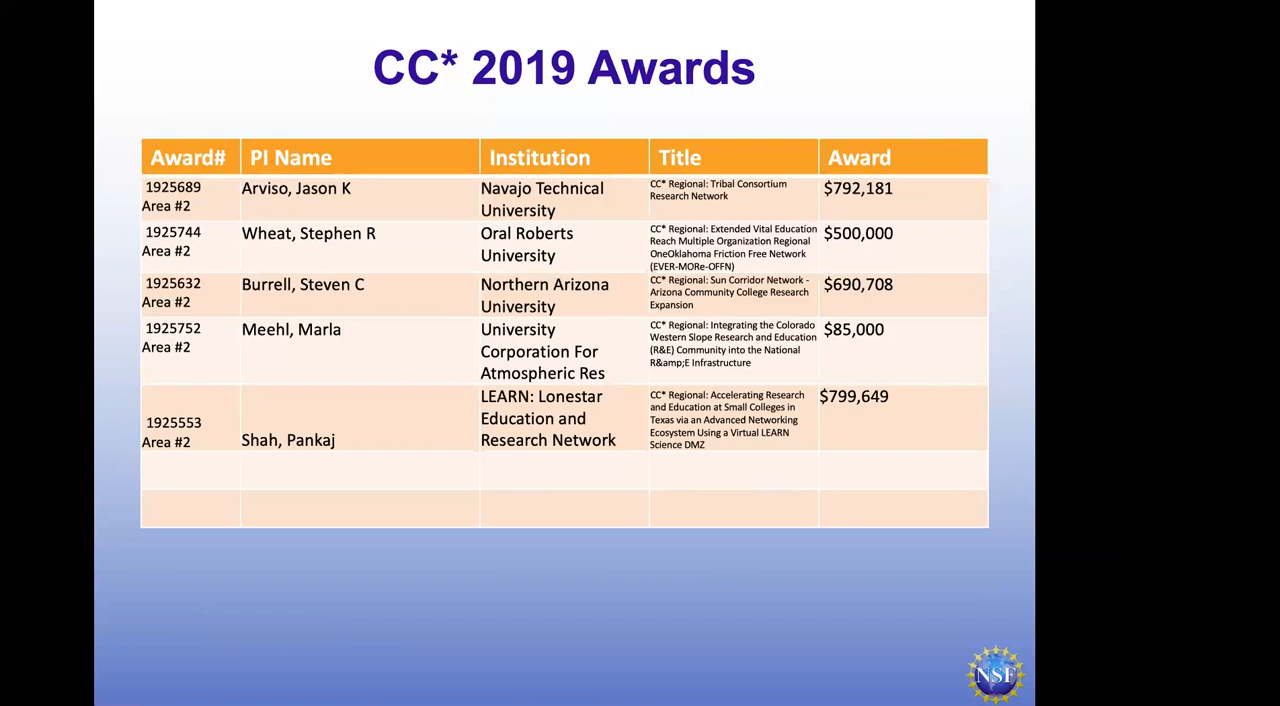 CC* 2019 Awards
Award# PI Name Institution Title Award
1925689
Area #2
Arviso, Jason K
Navajo Technical
University
CC* Regional: Tribal Consortium
Research Network
$792,181
1925744
Area #2
Wheat, Stephen R
Oral Roberts
University
CC* Regional: Extended Vital Education
Reach Multiple Organization Regional
OneOklahoma Friction Free Network
(EVER-MORe-OFFN)
$500,000
1925632
Area #2
Burrell, Steven C
Northern Arizona
University
CC* Regional: Sun Corridor Network -
Arizona Community College Research
Expansion
$690,708
1925752
Area #2
Meehl, Marla
University
Corporation For
Atmospheric Res
CC* Regional: Integrating the Colorado
Western Slope Research and Education
(R&E) Community into the National
R&amp;E Infrastructure
$85,000
1925553
Area #2
Shah, Pankaj
LEARN: Lonestar
Education and
Research Network
CC* Regional: Accelerating Research
and Education at Small Colleges in
Texas via an Advanced Networking
Ecosystem Using a Virtual LEARN
Science DMZ
$799,649
NSF